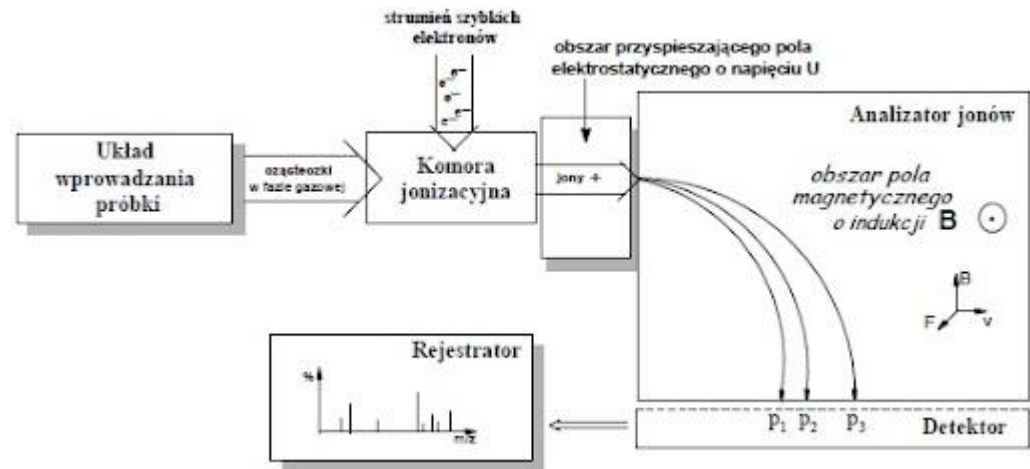 strumień szybkich
elektronów
e⁻
e⁻
e⁻
e⁻
e⁻
obszar przyspieszającego pola
elektrostatycznego o napięciu U
Układ
wprowadzania
próbki
cząsteczki
w fazie gazowej
Komora
jonizacyjna
jony +
Analizator jonów
obszar pola
magnetycznego
o indukcji B
B
F
v
Rejestrator
%
m/z
p₁ p₂ p₃
Detektor